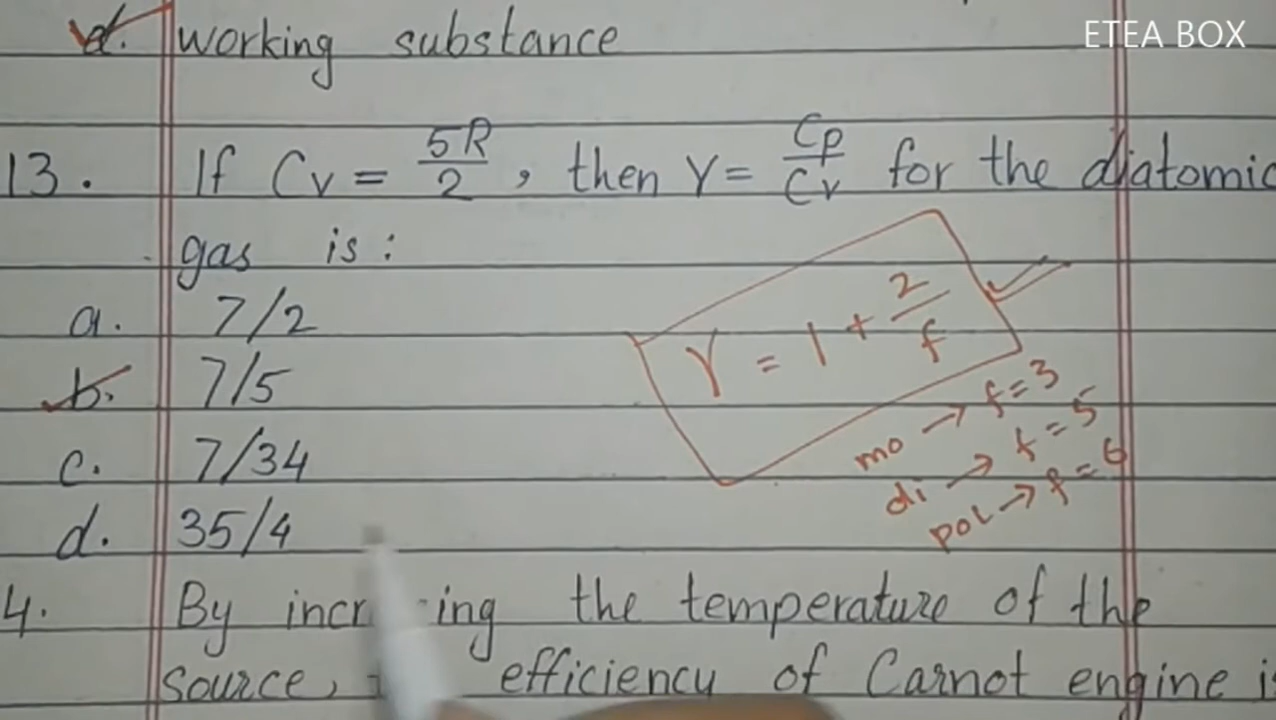 ETEA BOX
d. working substance
13. If Cv = 5R/2, then γ = Cp/Cv for the diatomic
gas is:
a. 7/2
b. 7/5
c. 7/34
d. 35/4
γ = 1 + 2/f
mo → f = 3
di → f = 5
pol → f = 6
4. By the temperature of the
source, efficiency of Carnot engine